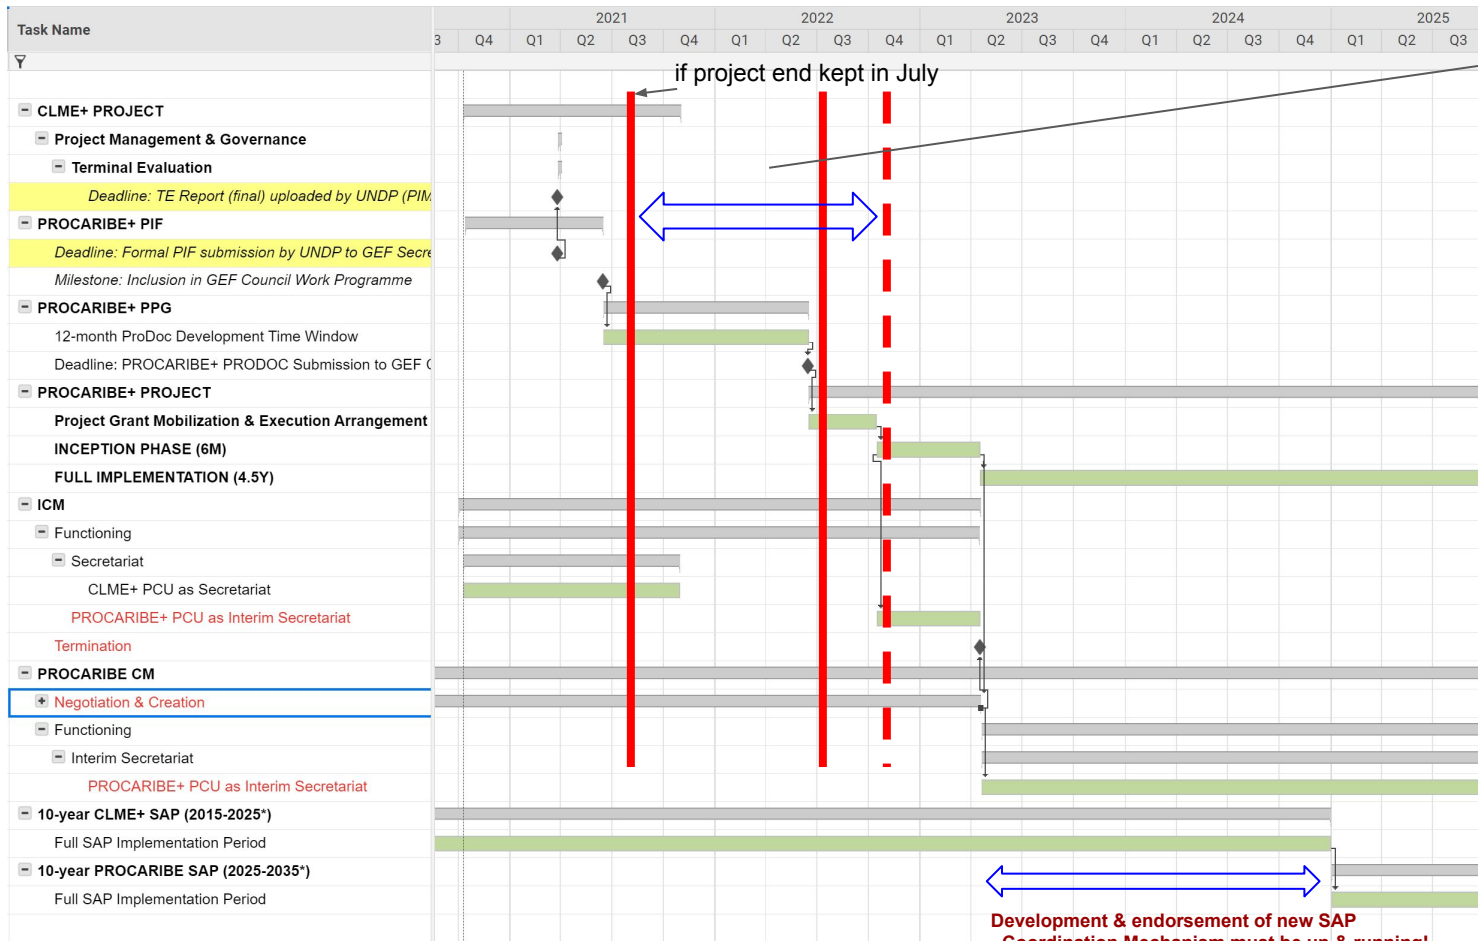 Task Name
2021 2022 2023 2024 2025
3 Q4 Q1 Q2 Q3 Q4 Q1 Q2 Q3 Q4 Q1 Q2 Q3 Q4 Q1 Q2 Q3 Q4 Q1 Q2 Q3
if project end kept in July
CLME+ PROJECT
Project Management & Governance
Terminal Evaluation
Deadline: TE Report (final) uploaded by UNDP (PIM
PROCARIBE+ PIF
Deadline: Formal PIF submission by UNDP to GEF Secre
Milestone: Inclusion in GEF Council Work Programme
PROCARIBE+ PPG
12-month ProDoc Development Time Window
Deadline: PROCARIBE+ PRODOC Submission to GEF C
PROCARIBE+ PROJECT
Project Grant Mobilization & Execution Arrangement
INCEPTION PHASE (6M)
FULL IMPLEMENTATION (4.5Y)
ICM
Functioning
Secretariat
CLME+ PCU as Secretariat
PROCARIBE+ PCU as Interim Secretariat
Termination
PROCARIBE CM
Negotiation & Creation
Functioning
Interim Secretariat
PROCARIBE+ PCU as Interim Secretariat
10-year CLME+ SAP (2015-2025*)
Full SAP Implementation Period
10-year PROCARIBE SAP (2025-2035*)
Full SAP Implementation Period
Development & endorsement of new SAP
Coordination Mechanism must be up & running!